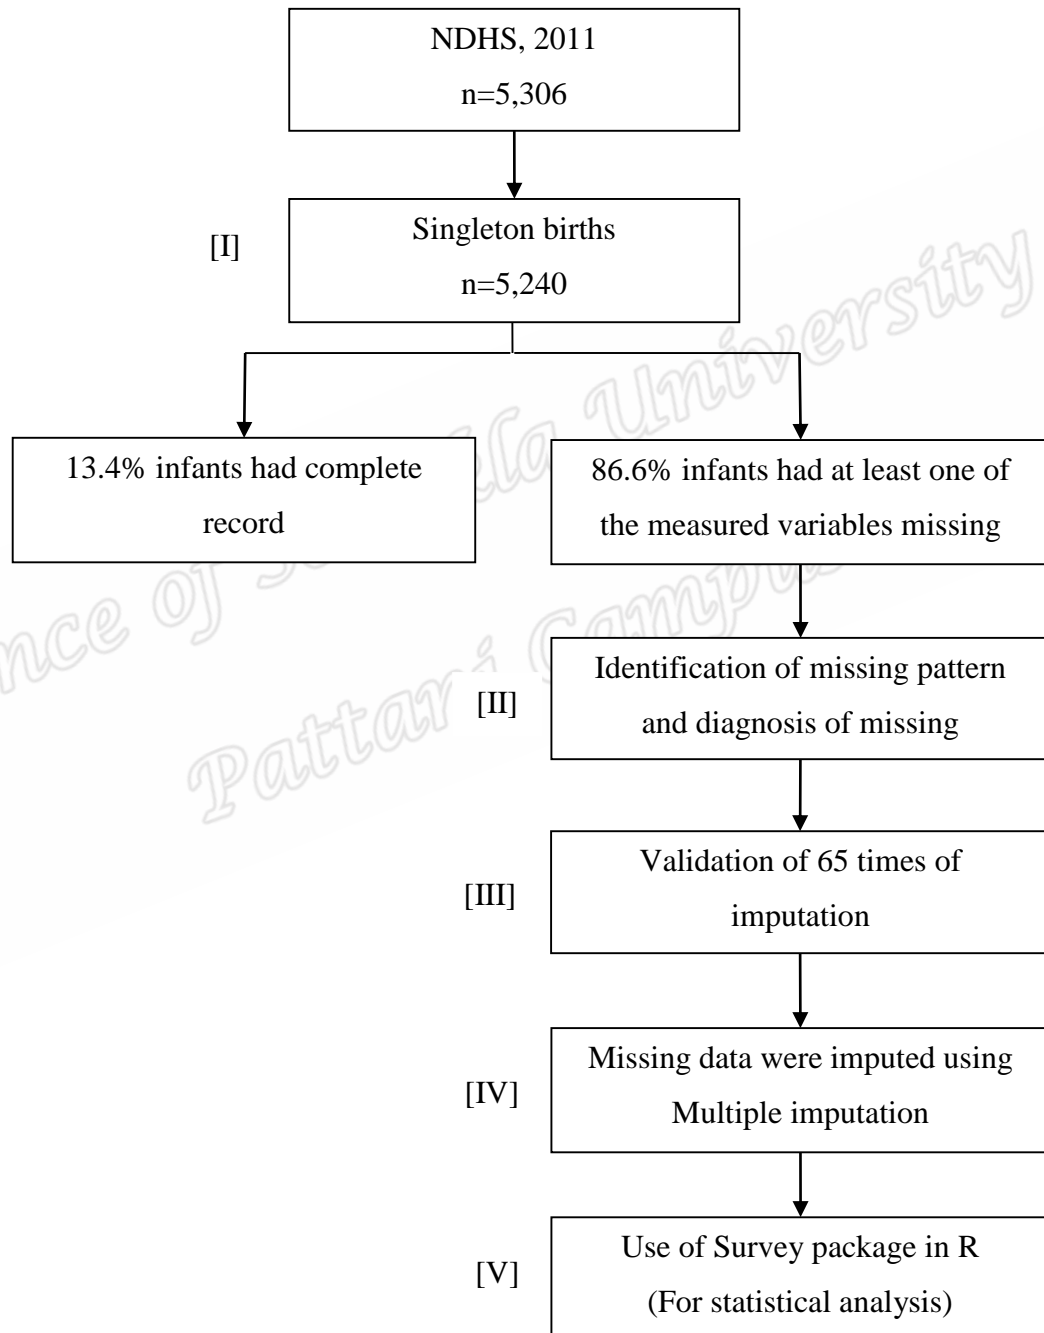 NDHS, 2011
n=5,306
[I]
Singleton births
n=5,240
13.4% infants had complete
record
86.6% infants had at least one of
the measured variables missing
[II]
Identification of missing pattern
and diagnosis of missing
[III]
Validation of 65 times of
imputation
[IV]
Missing data were imputed using
Multiple imputation
[V]
Use of Survey package in R
(For statistical analysis)
University
Pattani Campus